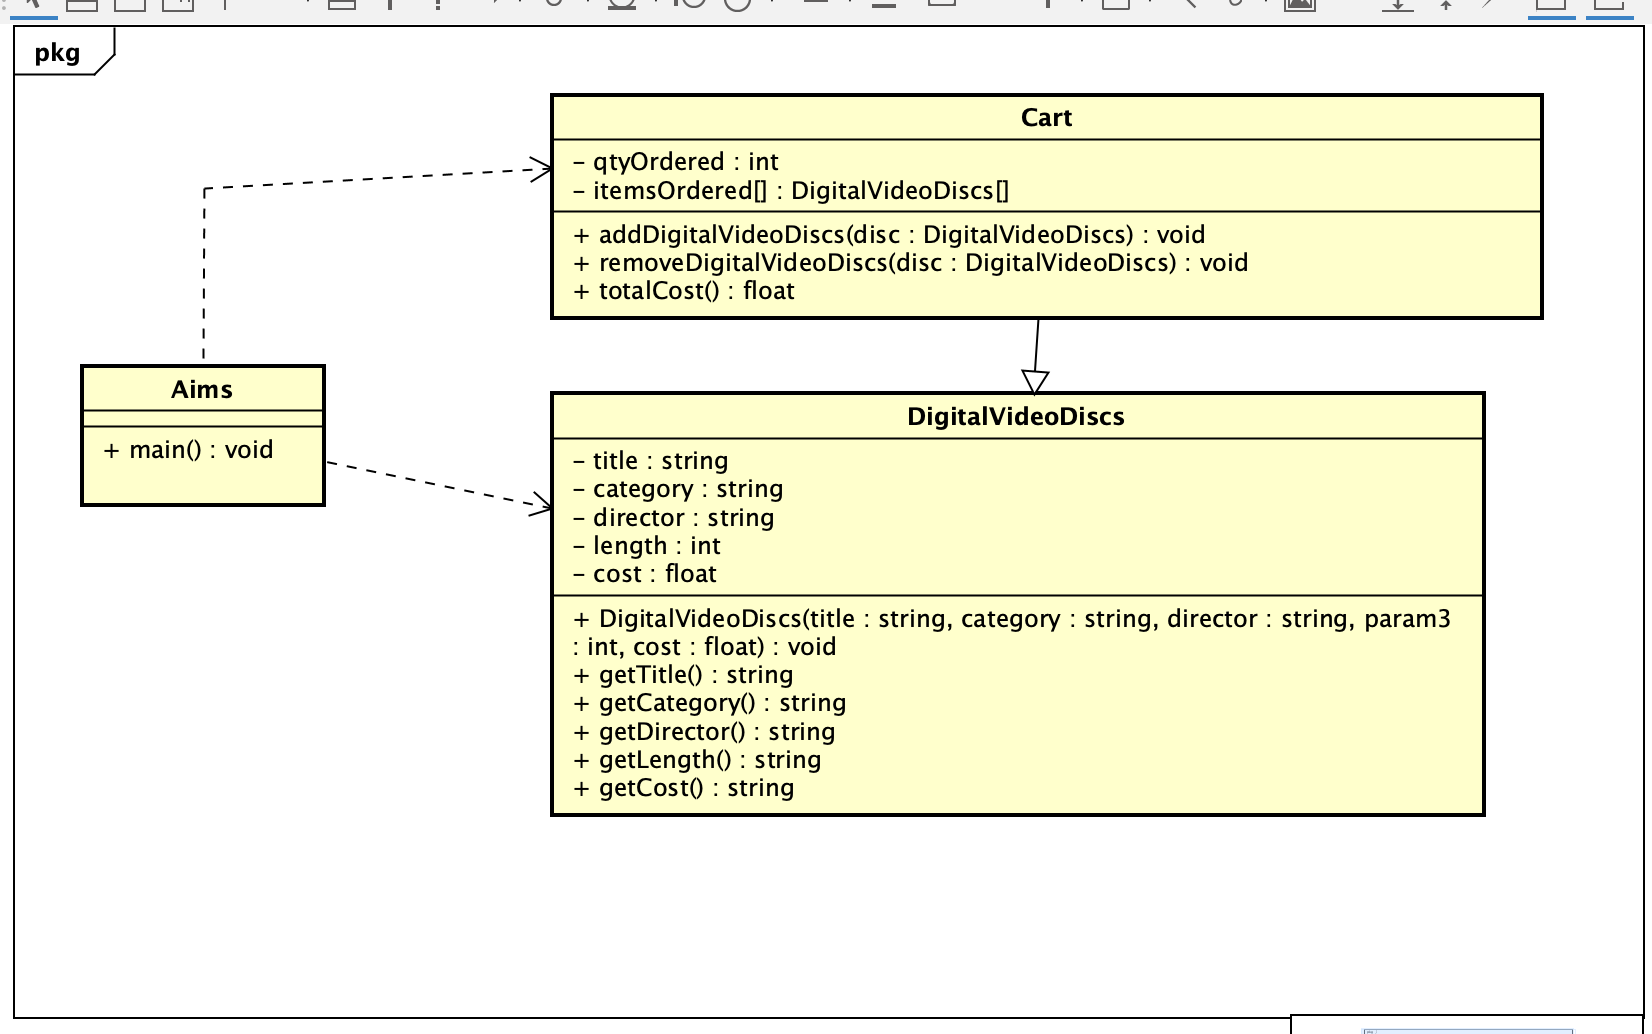 pkg
Cart
- qtyOrdered : int
- itemsOrdered[] : DigitalVideoDiscs[]
+ addDigitalVideoDiscs(disc : DigitalVideoDiscs) : void
+ removeDigitalVideoDiscs(disc : DigitalVideoDiscs) : void
+ totalCost() : float
Aims
+ main() : void
DigitalVideoDiscs
- title : string
- category : string
- director : string
- length : int
- cost : float
+ DigitalVideoDiscs(title : string, category : string, director : string, param3
: int, cost : float) : void
+ getTitle() : string
+ getCategory() : string
+ getDirector() : string
+ getLength() : string
+ getCost() : string